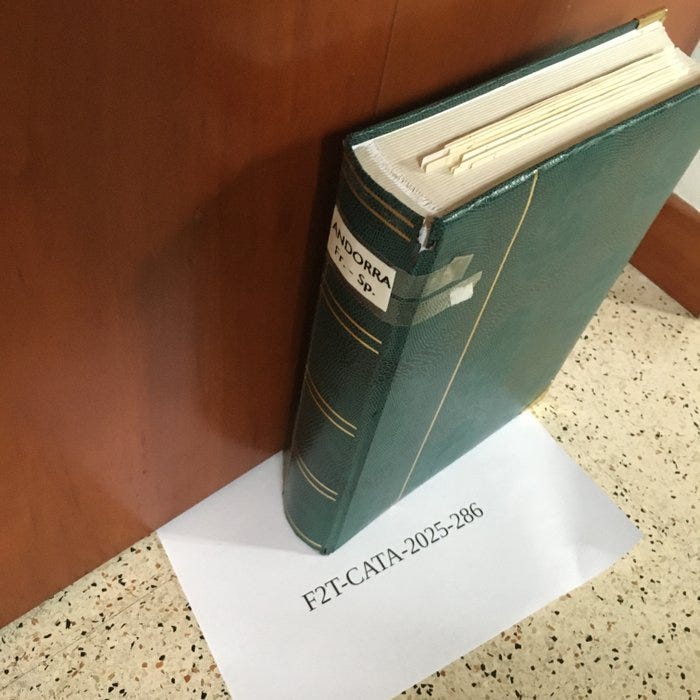 ANDORRA
Fr. - Sp.
F2T-CATA-2025-286